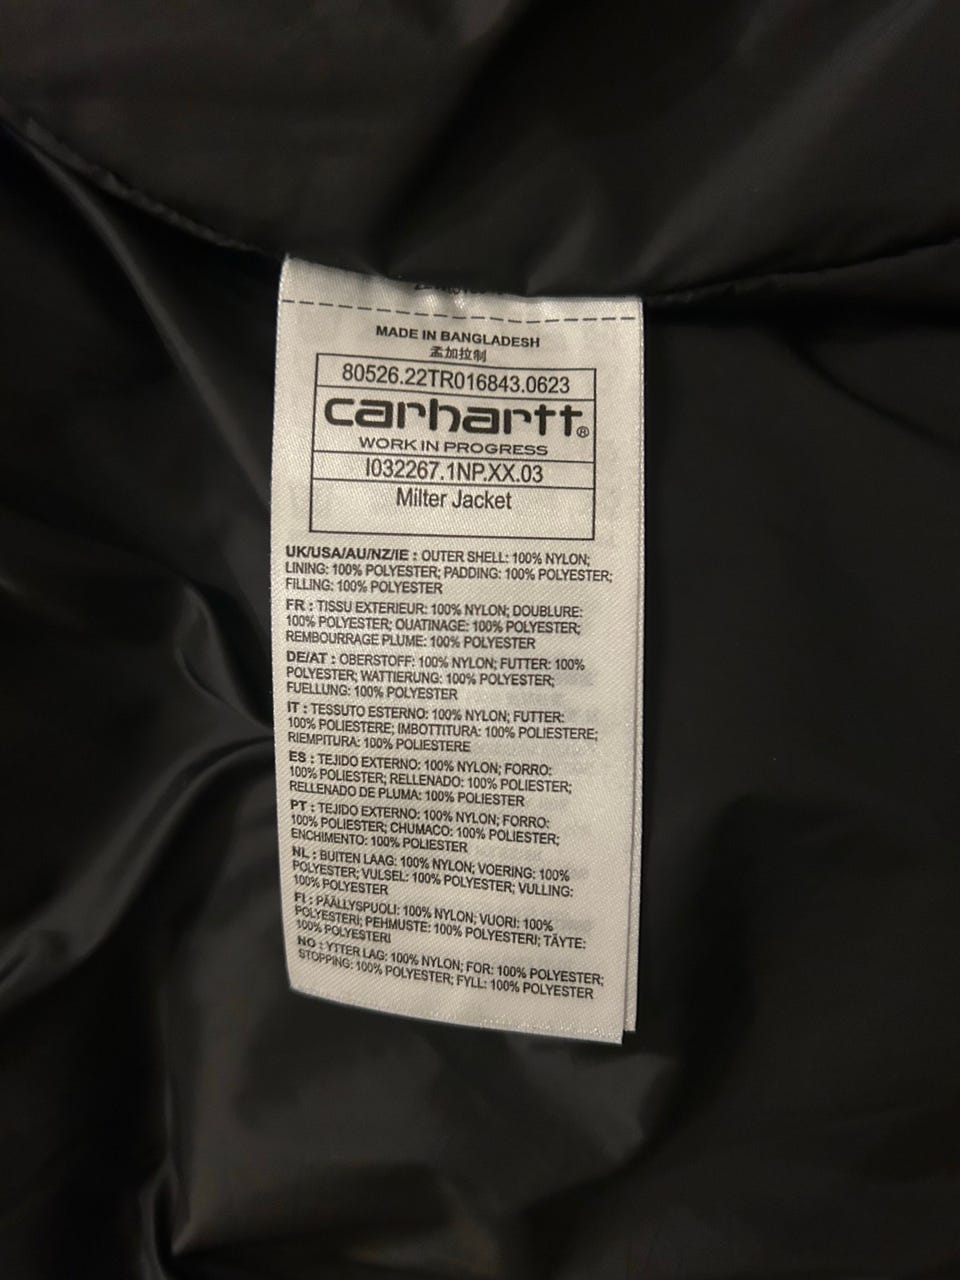 MADE IN BANGLADESH
孟加拉制
80526.22TR016843.0623
carhartt®
WORK IN PROGRESS
I032267.1NP.XX.03
Milter Jacket
UK/USA/AU/NZ/IE : OUTER SHELL: 100% NYLON;
LINING: 100% POLYESTER; PADDING: 100% POLYESTER;
FILLING: 100% POLYESTER
FR : TISSU EXTERIEUR: 100% NYLON; DOUBLURE:
100% POLYESTER; OUATINAGE: 100% POLYESTER;
REMBOURRAGE PLUME: 100% POLYESTER
DE/AT : OBERSTOFF: 100% NYLON; FUTTER: 100%
POLYESTER; WATTIERUNG: 100% POLYESTER;
FUELLUNG: 100% POLYESTER
IT : TESSUTO ESTERNO: 100% NYLON; FUTTER:
100% POLIESTERE; IMBOTTITURA: 100% POLIESTERE;
RIEMPITURA: 100% POLIESTERE
ES : TEJIDO EXTERNO: 100% NYLON; FORRO:
100% POLIESTER; RELLENADO: 100% POLIESTER;
RELLENADO DE PLUMA: 100% POLIESTER
PT : TEJIDO EXTERNO: 100% NYLON; FORRO:
100% POLIESTER; CHUMACO: 100% POLIESTER;
ENCHIMENTO: 100% POLIESTER
NL : BUITEN LAAG: 100% NYLON; VOERING: 100%
POLYESTER; VULSEL: 100% POLYESTER; VULLING:
100% POLYESTER
FI : PÄÄLLYSPUOLI: 100% NYLON; VUORI: 100%
POLYESTERI; PEHMUSTE: 100% POLYESTERI; TÄYTE:
100% POLYESTERI
NO : YTTER LAG: 100% NYLON; FOR: 100% POLYESTER;
STOPPING: 100% POLYESTER; FYLL: 100% POLYESTER